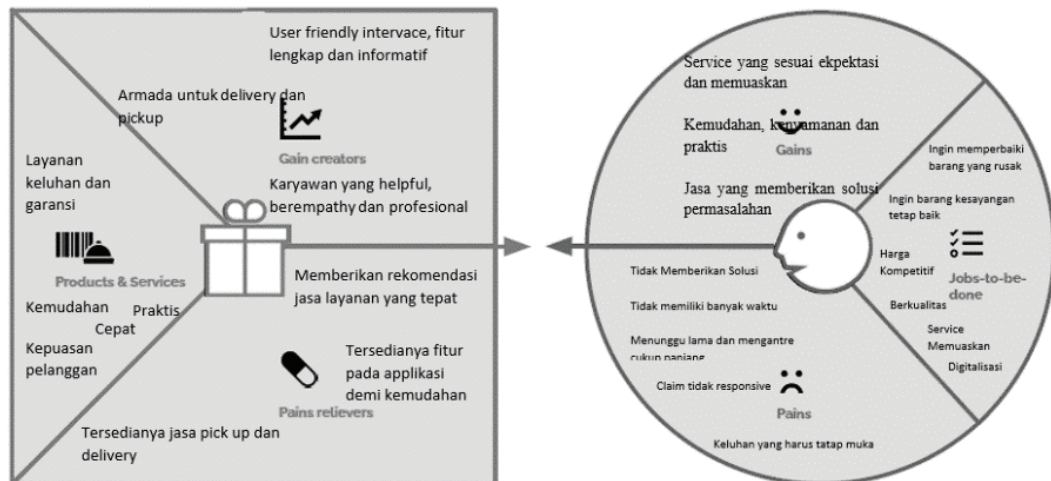 User friendly intervace, fitur
lengkap dan informatif
Armada untuk delivery dan
pickup
Gain creators
Karyawan yang helpful,
berempathy dan profesional
Layanan
keluhan dan
garansi
Products & Services
Kemudahan
Praktis
Cepat
Kepuasan
pelanggan
Memberikan rekomendasi
jasa layanan yang tepat
Tersedianya fitur
pada applikasi
demi kemudahan
Pains relievers
Tersedianya jasa pick up dan
delivery
Service yang sesuai ekpektasi
dan memuaskan
Kemudahan, kenyamanan dan
praktis
Gains
Jasa yang memberikan solusi
permasalahan
Ingin memperbaiki
barang yang rusak
Ingin barang kesayangan
tetap baik
Harga
Kompetitif
Jobs-to-be-
done
Berkualitas
Service
Memuaskan
Digitalisasi
Tidak Memberikan Solusi
Tidak memiliki banyak waktu
Menunggu lama dan mengantre
cukup panjang
Claim tidak responsive
Pains
Keluhan yang harus tatap muka